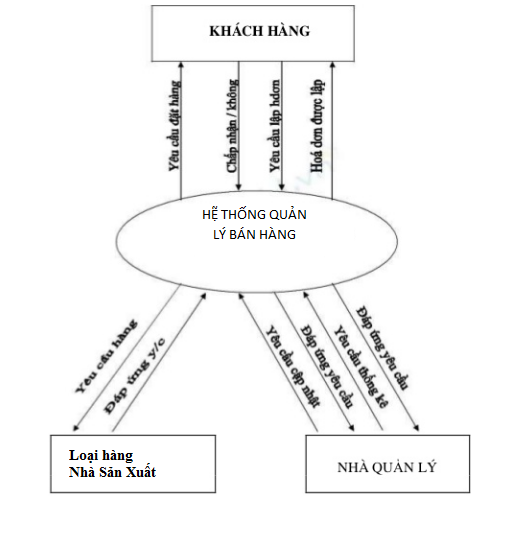 KHÁCH HÀNG
Yêu cầu đặt hàng
Chấp nhận / không
Yêu cầu lập hđơn
Hoá đơn được lập
HỆ THỐNG QUẢN
LÝ BÁN HÀNG
Yêu cầu hàng
Đáp ứng y/c
Yêu cầu cập nhật
Đáp ứng yêu cầu
Yêu cầu thống kê
Đáp ứng yêu cầu
Loại hàng
Nhà Sãn Xuất
NHÀ QUẢN LÝ